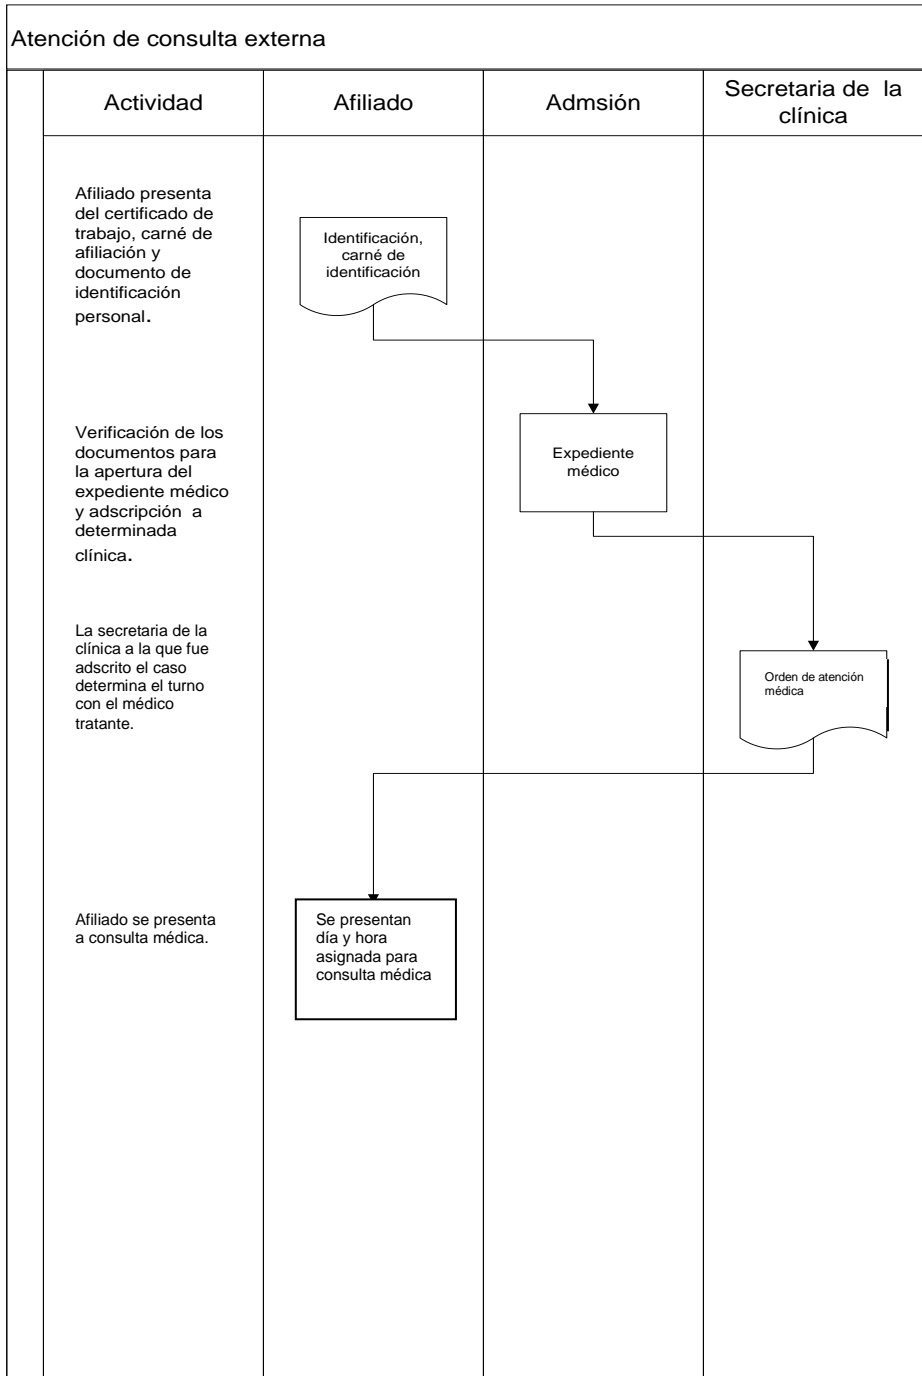 Atención de consulta externa
Actividad
Afiliado
Admsión
Secretaria de la
clínica
Afiliado presenta
del certificado de
trabajo, carné de
afiliación y
documento de
identificación
personal.
Identificación,
carné de
identificación
Verificación de los
documentos para
la apertura del
expediente médico
y adscripción a
determinada
clínica.
Expediente
médico
La secretaria de la
clínica a la que fue
adscrito el caso
determina el turno
con el médico
tratante.
Orden de atención
médica
Afiliado se presenta
a consulta médica.
Se presentan
día y hora
asignada para
consulta médica